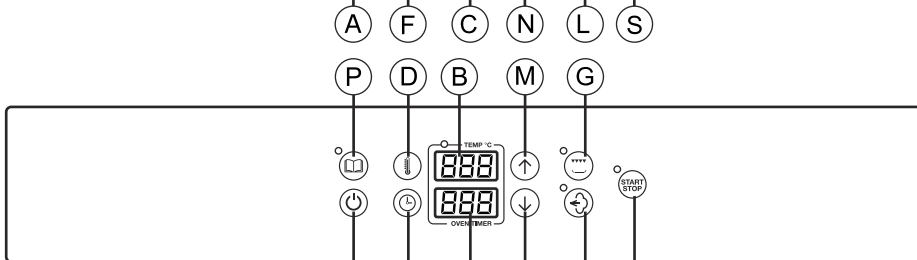 A F C N L S
P D B M G
TEMP °C
888
START
STOP
888
OVEN TIMER